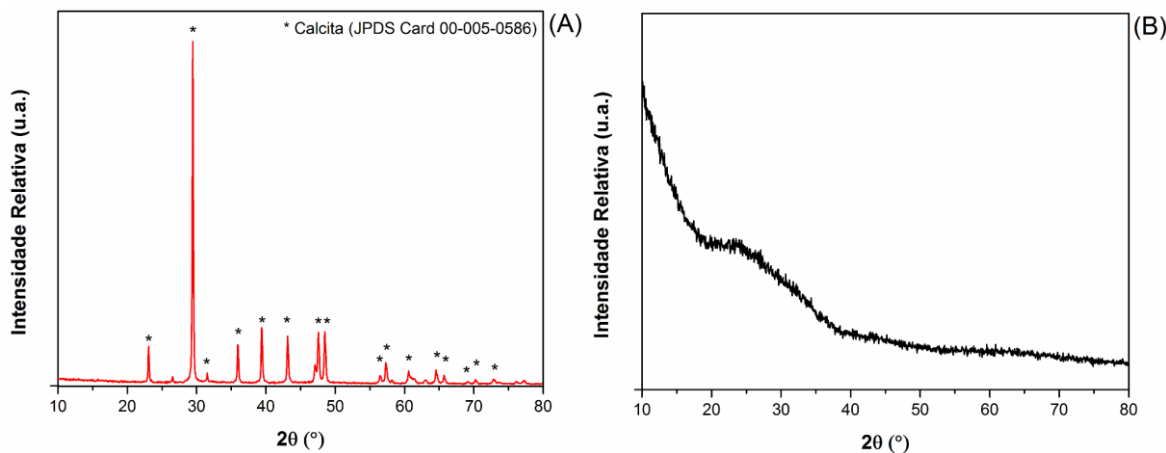 * Calcita (JPDS Card 00-005-0586)
(A)
Intensidade Relativa (u.a.)
* * * * * * * * * * * * * * * *
10 20 30 40 50 60 70 80
2θ (°)
(B)
Intensidade Relativa (u.a.)
10 20 30 40 50 60 70 80
2θ (°)